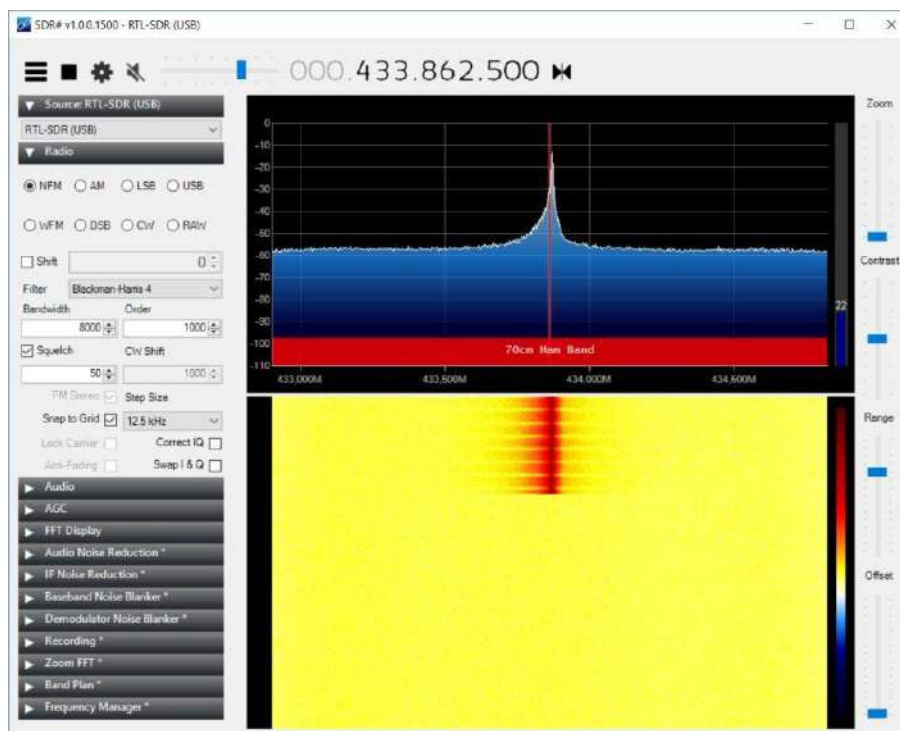 SDR# v1.0.0.1500 - RTL-SDR (USB)
000.433.862.500
Source: RTL-SDR (USB)
RTL-SDR (USB)
Radio
NFM AM LSB USB
WFM DSB CW RAW
Shift 0
Filter Blackman-Harris 4
Bandwidth Order
8000 1000
Squelch CW Shift
50 1000
FM Stereo Step Size
Snap to Grid 12.5 kHz
Lock Carrier Correct IQ
Anti-Fading Swap I & Q
Audio
AGC
FFT Display
Audio Noise Reduction *
IF Noise Reduction *
Baseband Noise Blanker *
Demodulator Noise Blanker *
Recording *
Zoom FFT *
Band Plan *
Frequency Manager *
0
-10
-20
-30
-40
-50
-60
-70
-80
-90
-100
-110
70cm Ham Band
433,000M 433,500M 434,000M 434,500M
22
Zoom
Contrast
Range
Offset